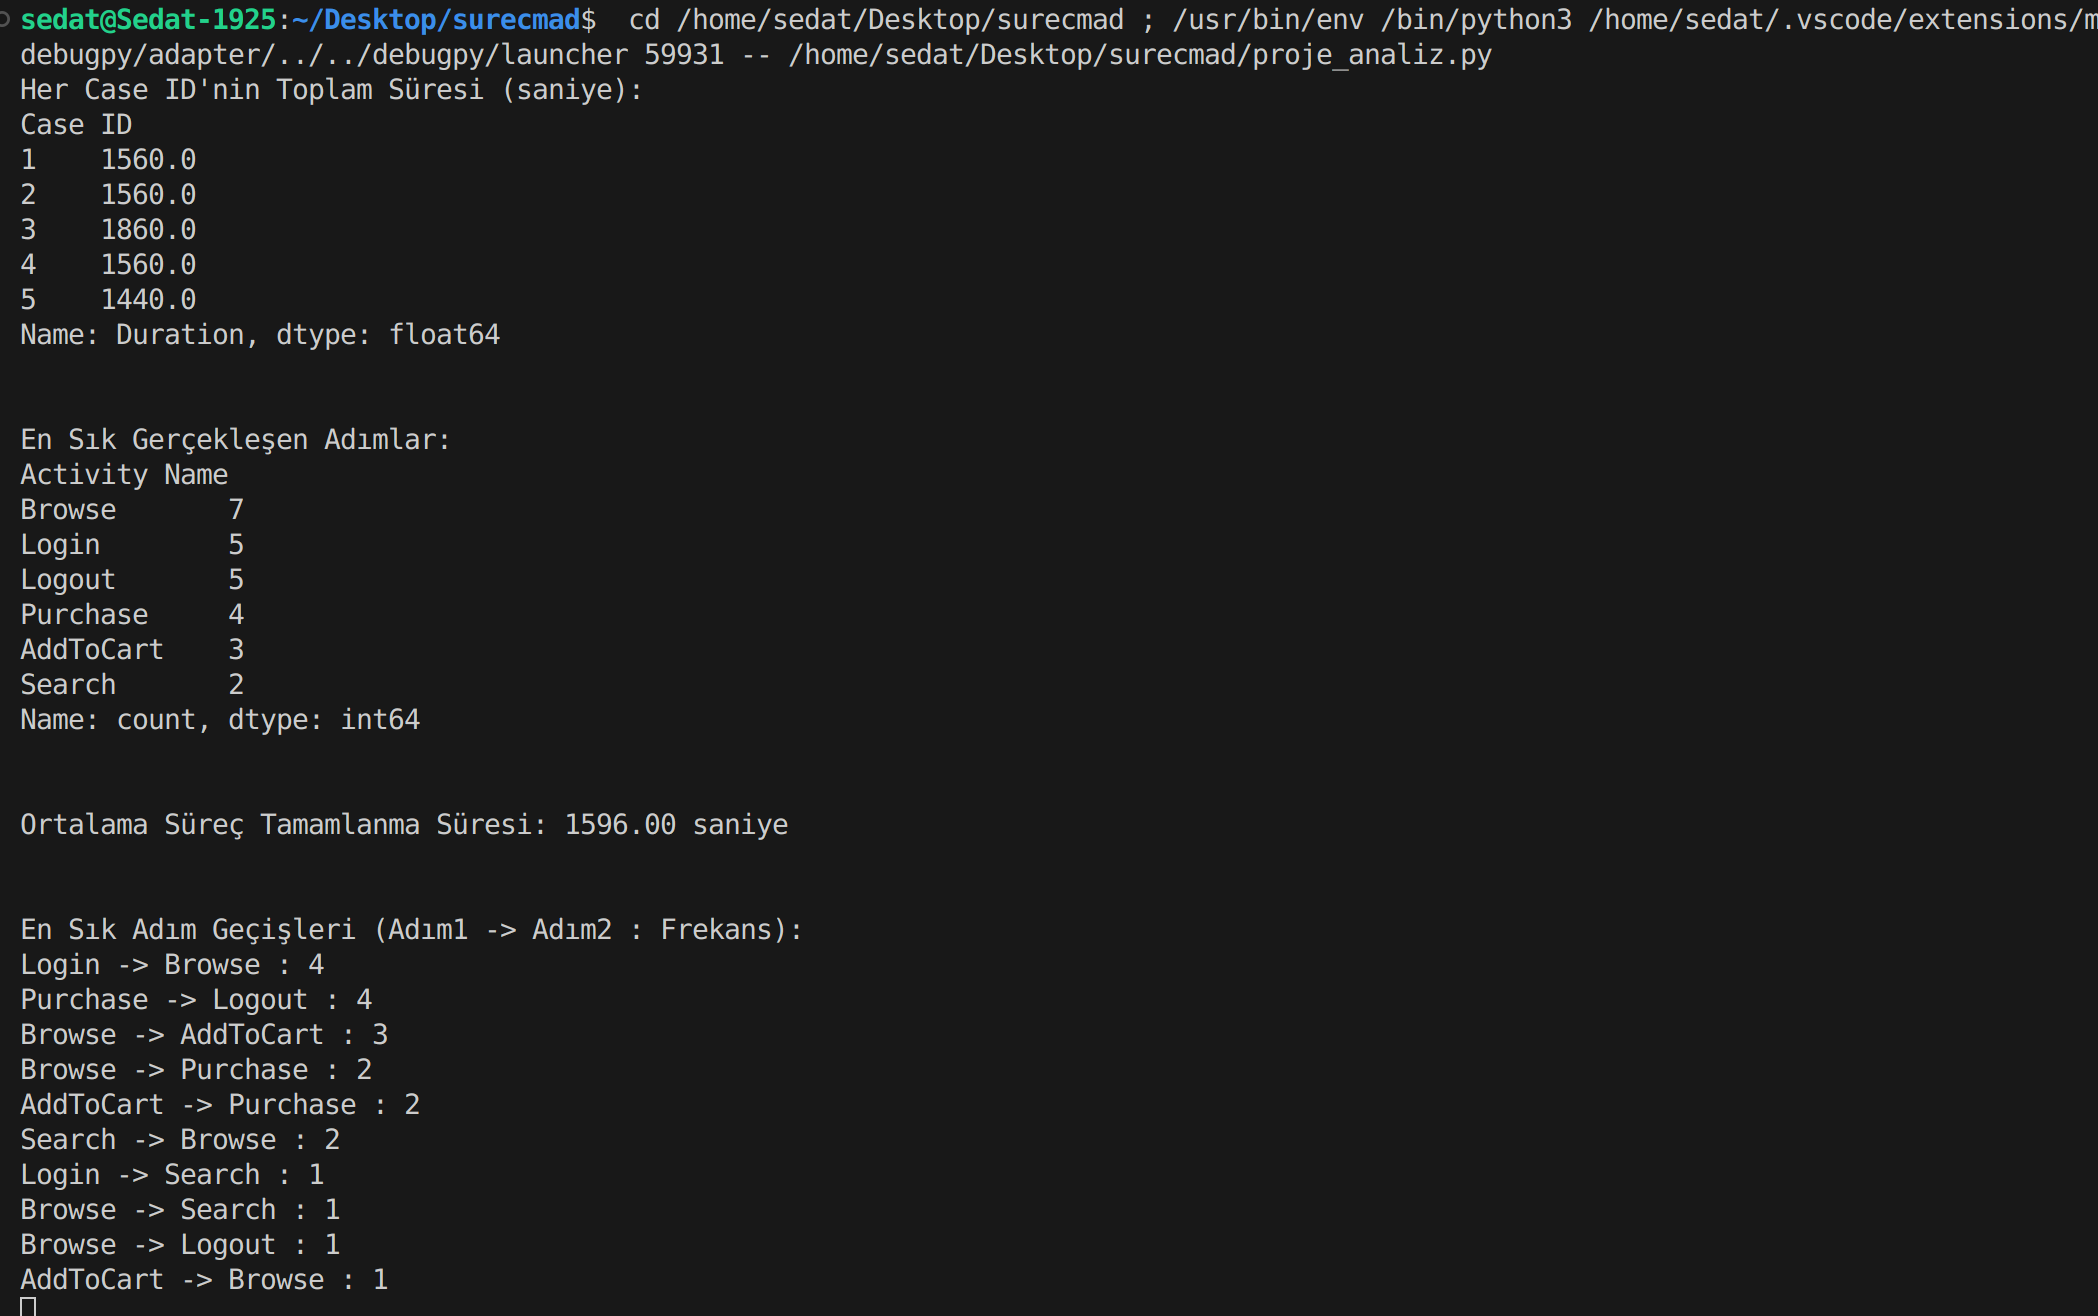 sedat@Sedat-1925:~/Desktop/surecmad$  cd /home/sedat/Desktop/surecmad ; /usr/bin/env /bin/python3 /home/sedat/.vscode/extensions/m
debugpy/adapter/../../debugpy/launcher 59931 -- /home/sedat/Desktop/surecmad/proje_analiz.py
Her Case ID'nin Toplam Süresi (saniye):
Case ID
1    1560.0
2    1560.0
3    1860.0
4    1560.0
5    1440.0
Name: Duration, dtype: float64
En Sık Gerçekleşen Adımlar:
Activity Name
Browse       7
Login        5
Logout       5
Purchase     4
AddToCart    3
Search       2
Name: count, dtype: int64
Ortalama Süreç Tamamlanma Süresi: 1596.00 saniye
En Sık Adım Geçişleri (Adım1 -> Adım2 : Frekans):
Login -> Browse : 4
Purchase -> Logout : 4
Browse -> AddToCart : 3
Browse -> Purchase : 2
AddToCart -> Purchase : 2
Search -> Browse : 2
Login -> Search : 1
Browse -> Search : 1
Browse -> Logout : 1
AddToCart -> Browse : 1